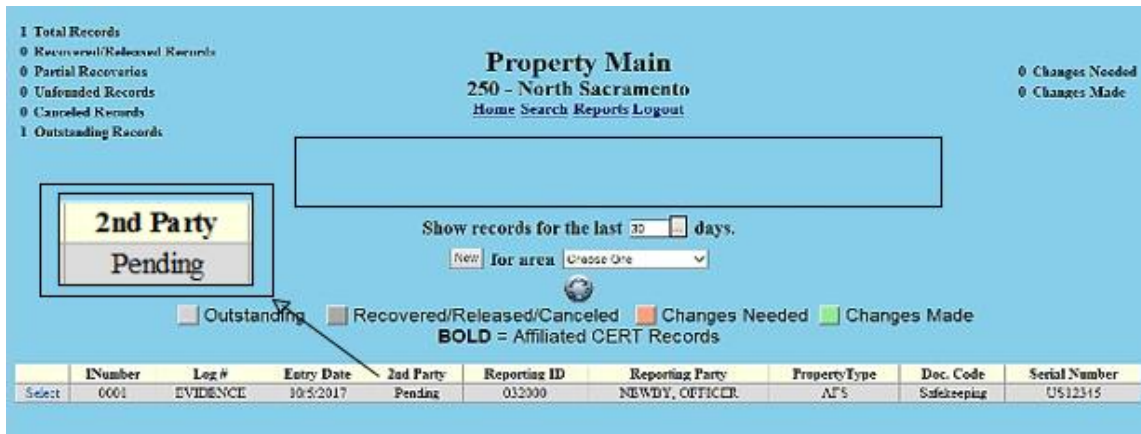 1 Total Records
0 Recovered/Released Records
0 Partial Recoveries
0 Unfounded Records
0 Canceled Records
1 Outstanding Records
Property Main
250 - North Sacramento
Home Search Reports Logout
0 Changes Needed
0 Changes Made
2nd Party
Pending
Show records for the last 30 ... days.
New for area Choose One
Outstanding Recovered/Released/Canceled Changes Needed Changes Made
BOLD = Affiliated CERT Records
INumber Log # Entry Date 2nd Party Reporting ID Reporting Party PropertyType Doc. Code Serial Number
Select 0001 EVIDENCE 10/5/2017 Pending 032000 NEWBY, OFFICER AFS Safekeeping US12345